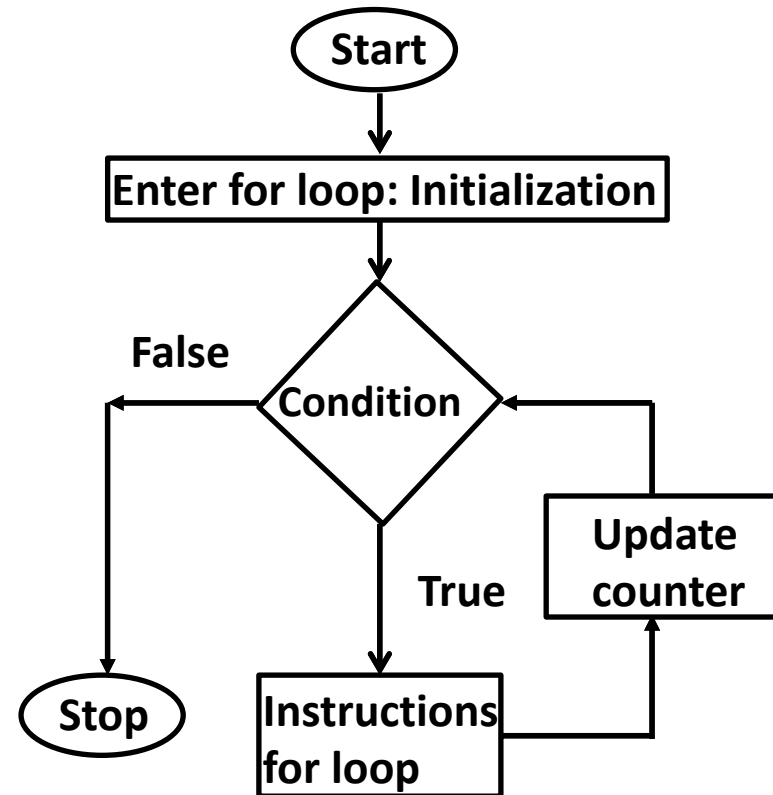 Start
Enter for loop: Initialization
False
Condition
Update
counter
True
Stop
Instructions
for loop